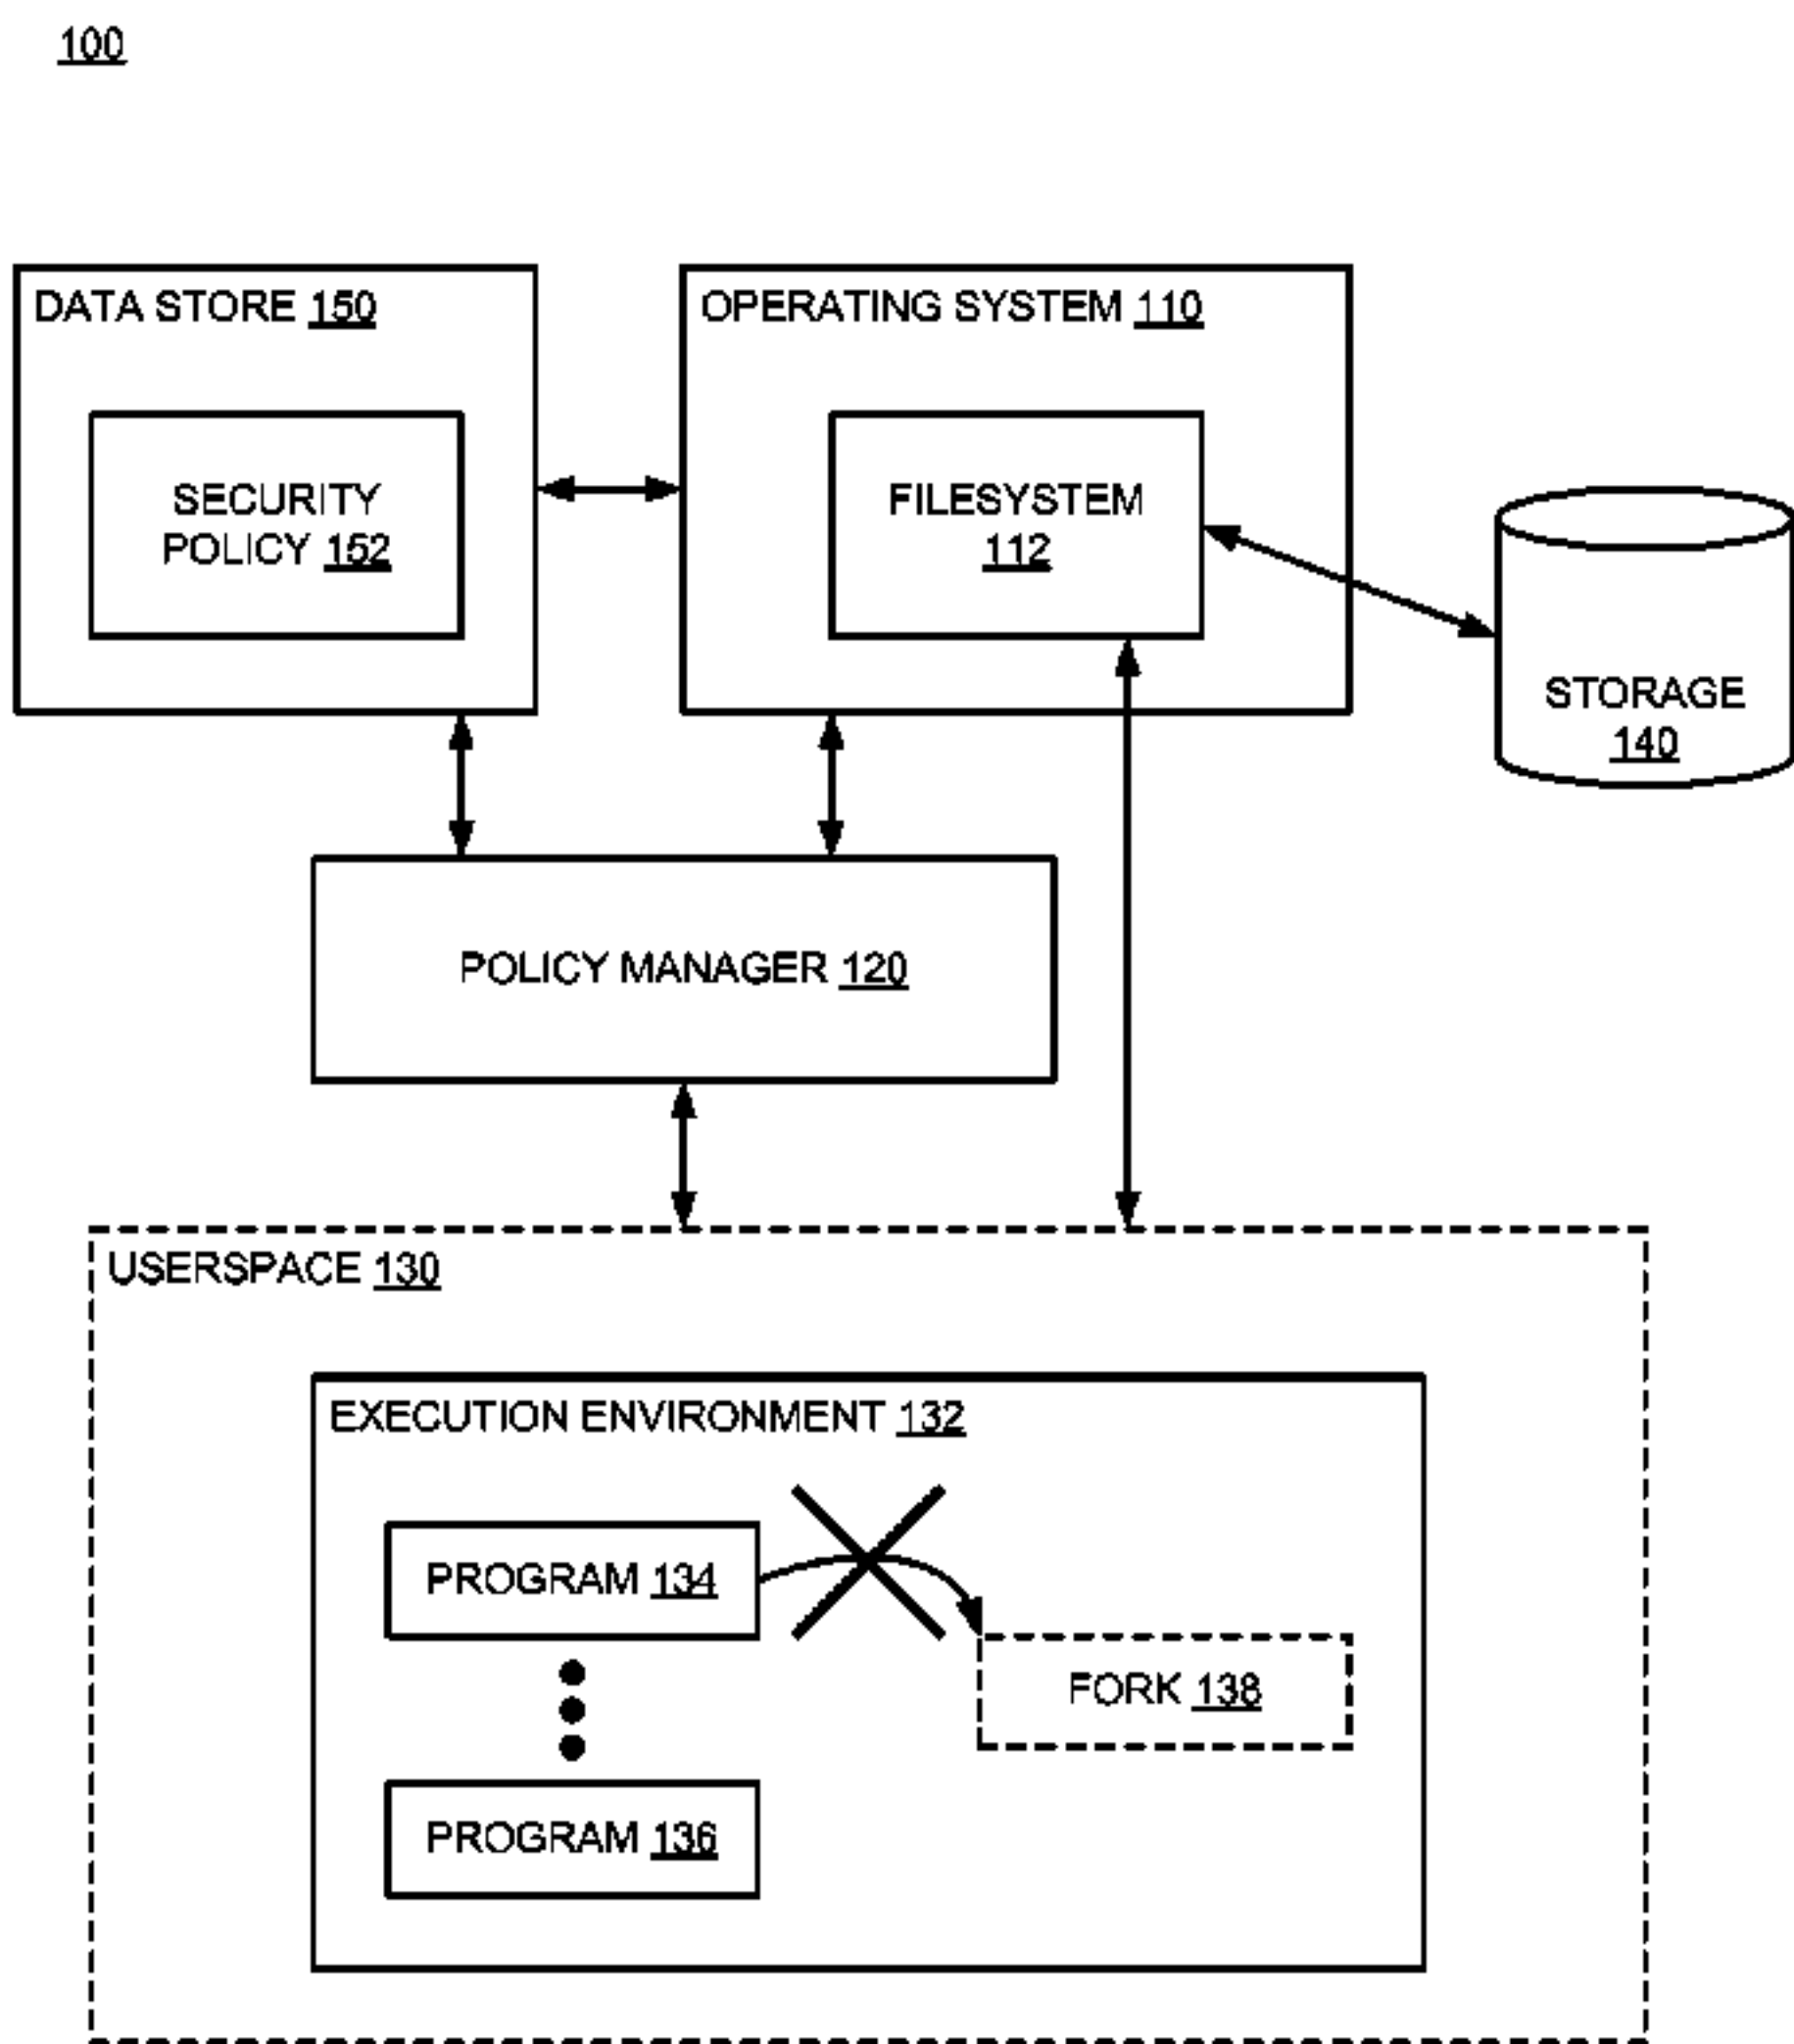 100
DATA STORE 150
OPERATING SYSTEM 110
SECURITY
POLICY 152
FILESYSTEM
112
STORAGE
140
POLICY MANAGER 120
USERSPACE 130
EXECUTION ENVIRONMENT 132
PROGRAM 134
FORK 138
PROGRAM 136